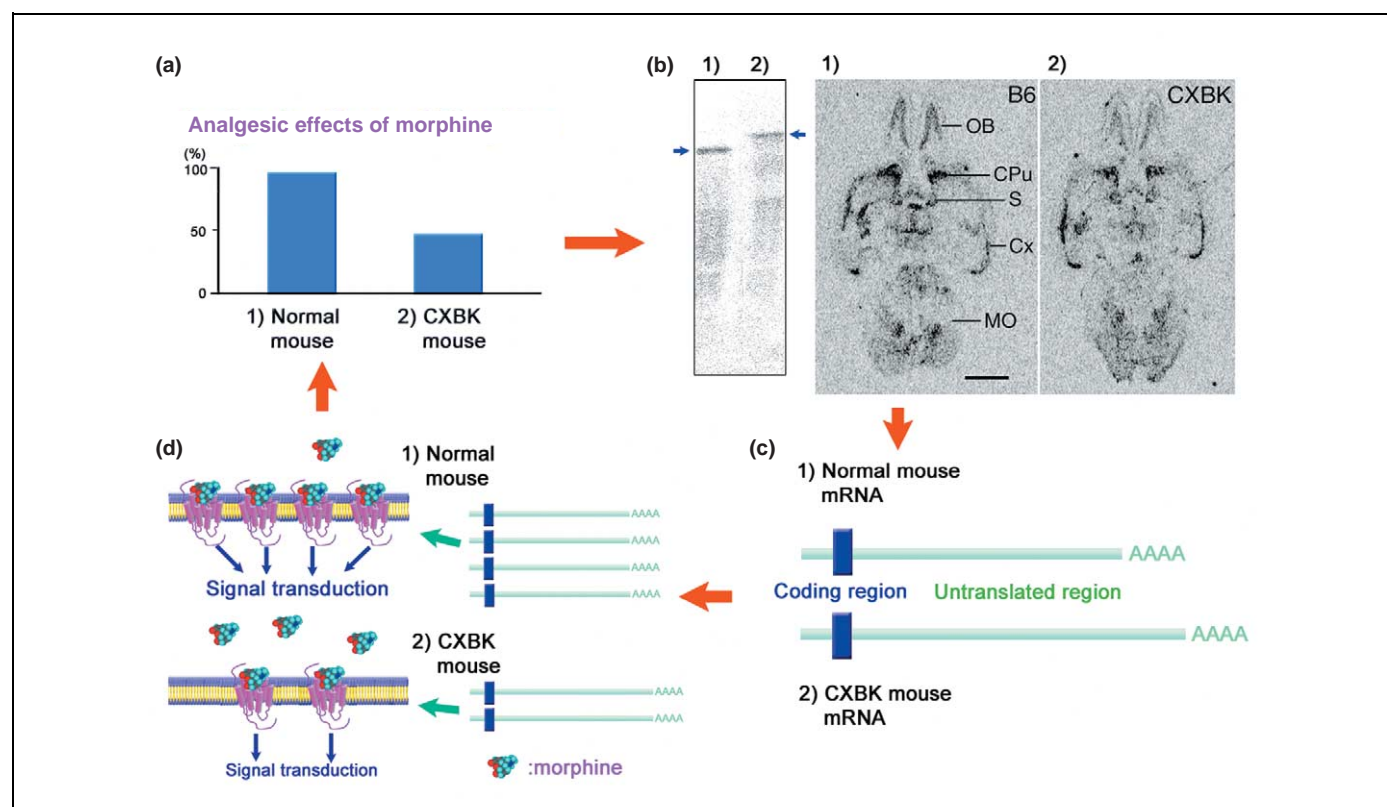 (a)
Analgesic effects of morphine
(%)
100
50
0
1) Normal
mouse
2) CXBK
mouse
(b)
1)
2)
1)
B6
OB
CPu
S
Cx
MO
2)
CXBK
(c)
1) Normal mouse
mRNA
AAAA
Coding region
Untranslated region
AAAA
2) CXBK mouse
mRNA
(d)
1) Normal
mouse
AAAA
AAAA
AAAA
AAAA
Signal transduction
2) CXBK
mouse
AAAA
AAAA
Signal transduction
:morphine